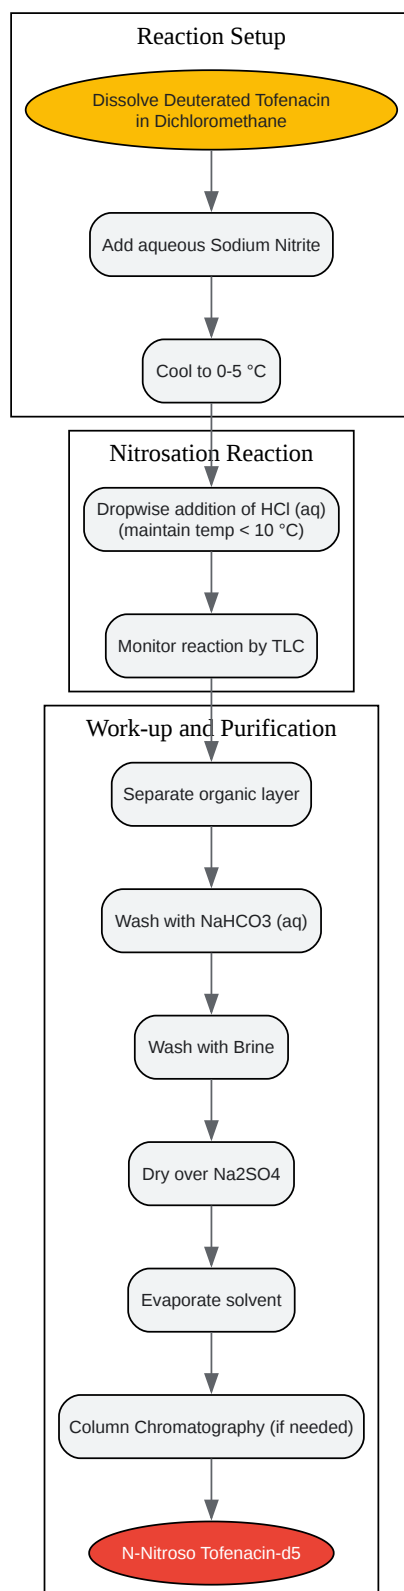 Reaction Setup
Dissolve Deuterated Tofenacin
in Dichloromethane
Add aqueous Sodium Nitrite
Cool to 0-5 °C
Nitrosation Reaction
Dropwise addition of HCl (aq)
(maintain temp < 10 °C)
Monitor reaction by TLC
Work-up and Purification
Separate organic layer
Wash with NaHCO3 (aq)
Wash with Brine
Dry over Na2SO4
Evaporate solvent
Column Chromatography (if needed)
N-Nitroso Tofenacin-d5